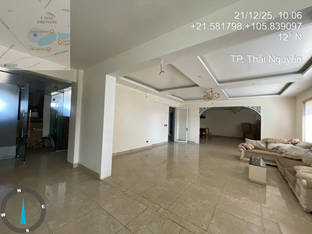 21/12/25, 10:06
+21.581798,+105.839097
12° N
TP. Thái Nguyên